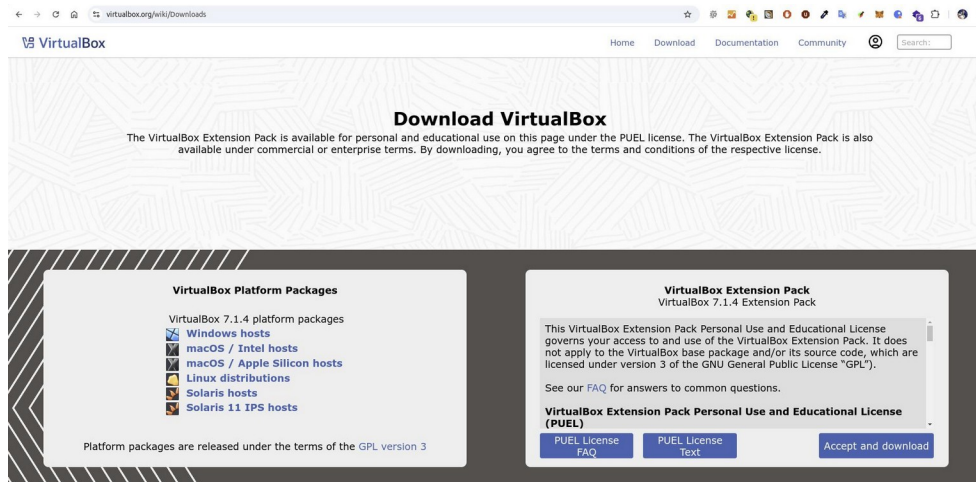 virtualbox.org/wiki/Downloads
VirtualBox
Home Download Documentation Community Search:
Download VirtualBox
The VirtualBox Extension Pack is available for personal and educational use on this page under the PUEL license. The VirtualBox Extension Pack is also
available under commercial or enterprise terms. By downloading, you agree to the terms and conditions of the respective license.
VirtualBox Platform Packages
VirtualBox 7.1.4 platform packages
Windows hosts
macOS / Intel hosts
macOS / Apple Silicon hosts
Linux distributions
Solaris hosts
Solaris 11 IPS hosts
Platform packages are released under the terms of the GPL version 3
VirtualBox Extension Pack
VirtualBox 7.1.4 Extension Pack
This VirtualBox Extension Pack Personal Use and Educational License
governs your access to and use of the VirtualBox Extension Pack. It does
not apply to the VirtualBox base package and/or its source code, which are
licensed under version 3 of the GNU General Public License “GPL”).
See our FAQ for answers to common questions.
VirtualBox Extension Pack Personal Use and Educational License
(PUEL)
PUEL License
FAQ
PUEL License
Text
Accept and download